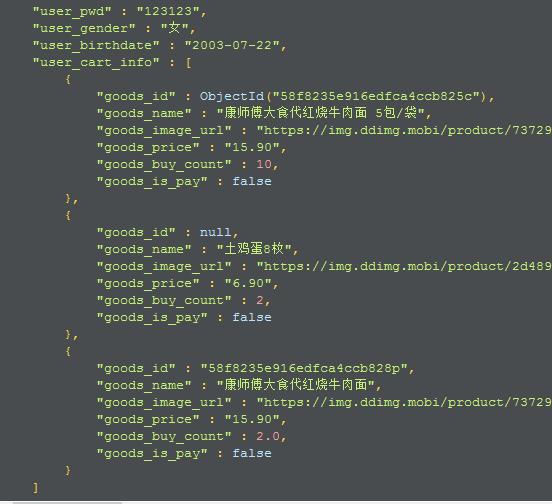 "user_pwd" : "123123",
"user_gender" : "女",
"user_birthdate" : "2003-07-22",
"user_cart_info" : [
{
"goods_id" : ObjectId("58f8235e916edfca4ccb825c"),
"goods_name" : "康师傅大食代红烧牛肉面 5包/袋",
"goods_image_url" : "https://img.ddimg.mobi/product/73729
"goods_price" : "15.90",
"goods_buy_count" : 10,
"goods_is_pay" : false
},
{
"goods_id" : null,
"goods_name" : "土鸡蛋8枚",
"goods_image_url" : "https://img.ddimg.mobi/product/2d489
"goods_price" : "6.90",
"goods_buy_count" : 2,
"goods_is_pay" : false
},
{
"goods_id" : "58f8235e916edfca4ccb828p",
"goods_name" : "康师傅大食代红烧牛肉面",
"goods_image_url" : "https://img.ddimg.mobi/product/73729
"goods_price" : "15.90",
"goods_buy_count" : 2.0,
"goods_is_pay" : false
}
]